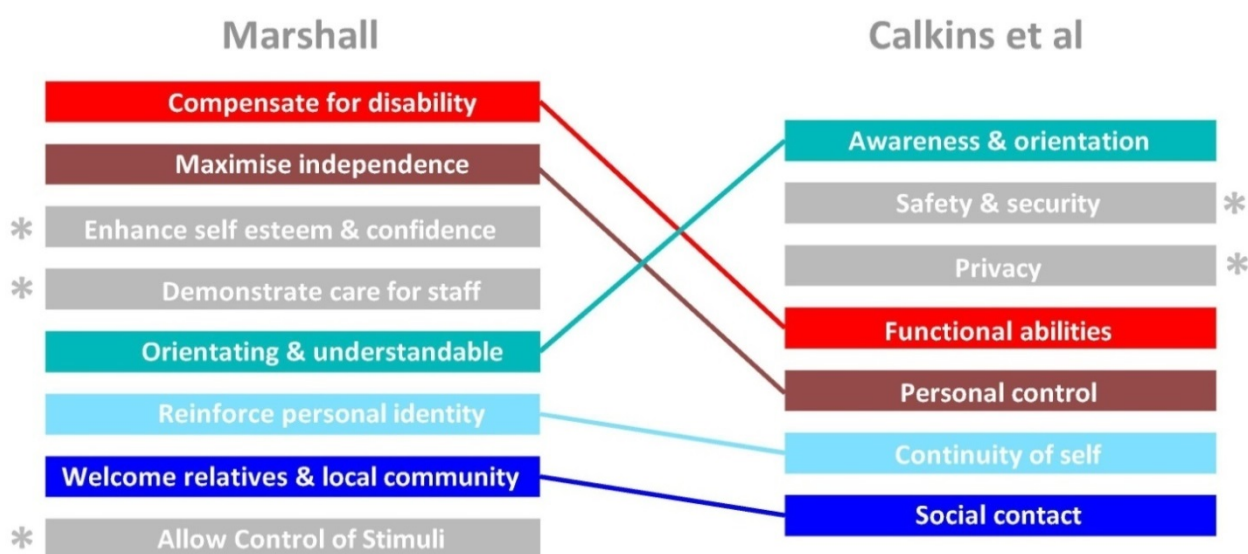 Marshall
Compensate for disability
Maximise independence
* Enhance self esteem & confidence
* Demonstrate care for staff
Orientating & understandable
Reinforce personal identity
Welcome relatives & local community
* Allow Control of Stimuli
Calkins et al
Awareness & orientation
Safety & security *
Privacy *
Functional abilities
Personal control
Continuity of self
Social contact